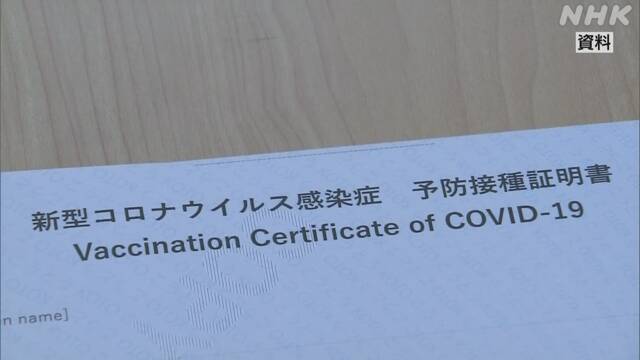 NHK
資料
新型コロナウイルス感染症 予防接種証明書
Vaccination Certificate of COVID-19
n name]